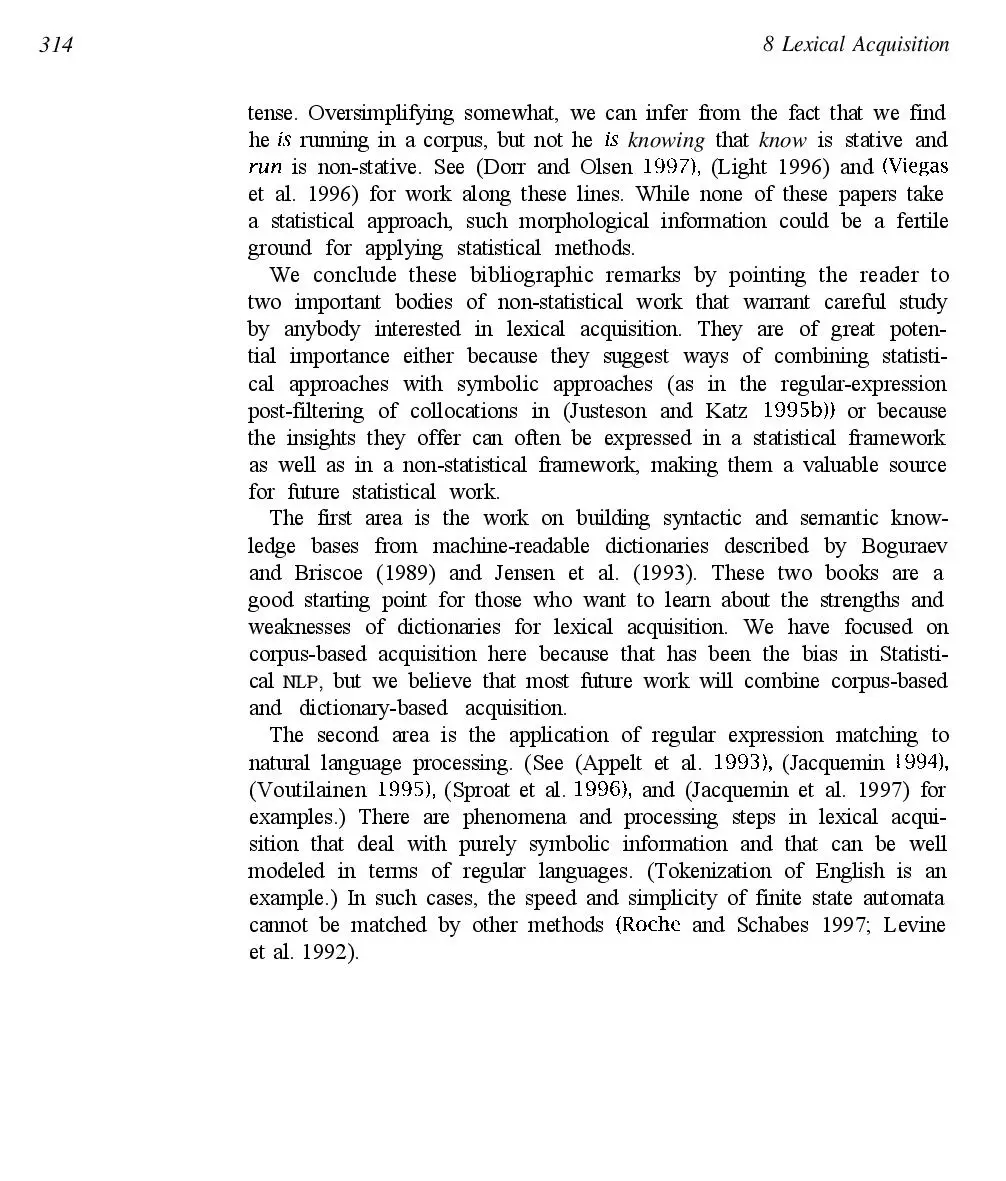 314
8 Lexical Acquisition
tense. Oversimplifying somewhat, we can infer from the fact that we find
he is running in a corpus, but not he is knowing that know is stative and
run is non-stative. See (Dorr and Olsen 1997), (Light 1996) and (Viegas
et al. 1996) for work along these lines. While none of these papers take
a statistical approach, such morphological information could be a fertile
ground for applying statistical methods.
We conclude these bibliographic remarks by pointing the reader to
two important bodies of non-statistical work that warrant careful study
by anybody interested in lexical acquisition. They are of great poten-
tial importance either because they suggest ways of combining statisti-
cal approaches with symbolic approaches (as in the regular-expression
post-filtering of collocations in (Justeson and Katz 1995b)) or because
the insights they offer can often be expressed in a statistical framework
as well as in a non-statistical framework, making them a valuable source
for future statistical work.
The first area is the work on building syntactic and semantic know-
ledge bases from machine-readable dictionaries described by Boguraev
and Briscoe (1989) and Jensen et al. (1993). These two books are a
good starting point for those who want to learn about the strengths and
weaknesses of dictionaries for lexical acquisition. We have focused on
corpus-based acquisition here because that has been the bias in Statisti-
cal NLP, but we believe that most future work will combine corpus-based
and dictionary-based acquisition.
The second area is the application of regular expression matching to
natural language processing. (See (Appelt et al. 1993), (Jacquemin 1994),
(Voutilainen 1995), (Sproat et al. 1996), and (Jacquemin et al. 1997) for
examples.) There are phenomena and processing steps in lexical acqui-
sition that deal with purely symbolic information and that can be well
modeled in terms of regular languages. (Tokenization of English is an
example.) In such cases, the speed and simplicity of finite state automata
cannot be matched by other methods (Roche and Schabes 1997; Levine
et al. 1992).